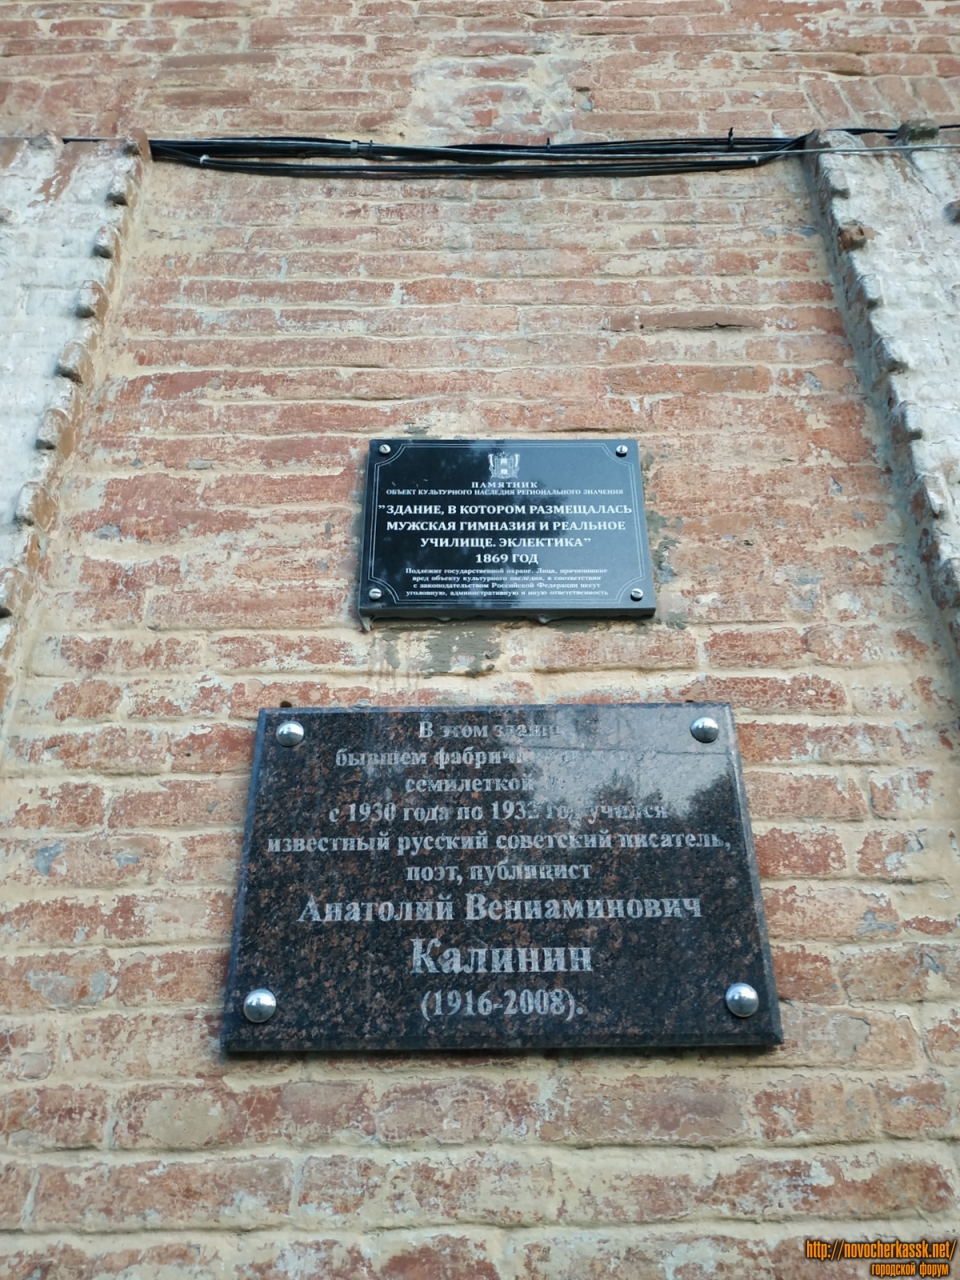 ПАМЯТНИК
ОБЪЕКТ КУЛЬТУРНОГО НАСЛЕДИЯ РЕГИОНАЛЬНОГО ЗНАЧЕНИЯ
"ЗДАНИЕ, В КОТОРОМ РАЗМЕЩАЛАСЬ
МУЖСКАЯ ГИМНАЗИЯ И РЕАЛЬНОЕ
УЧИЛИЩЕ. ЭКЛЕКТИКА"
1869 ГОД
Подлежит государственной охране. Лица, причинившие
вред объекту культурного наследия, в соответствии
с законодательством Российской Федерации несут
уголовную, административную и иную ответственность
В этом здании,
бывшем
семилеткой
с 1930 года по учился
известный русский советский писатель,
поэт, публицист
Анатолий Вениаминович
Калинин
(1916-2008).
http://novocherkassk.net/
городской форум